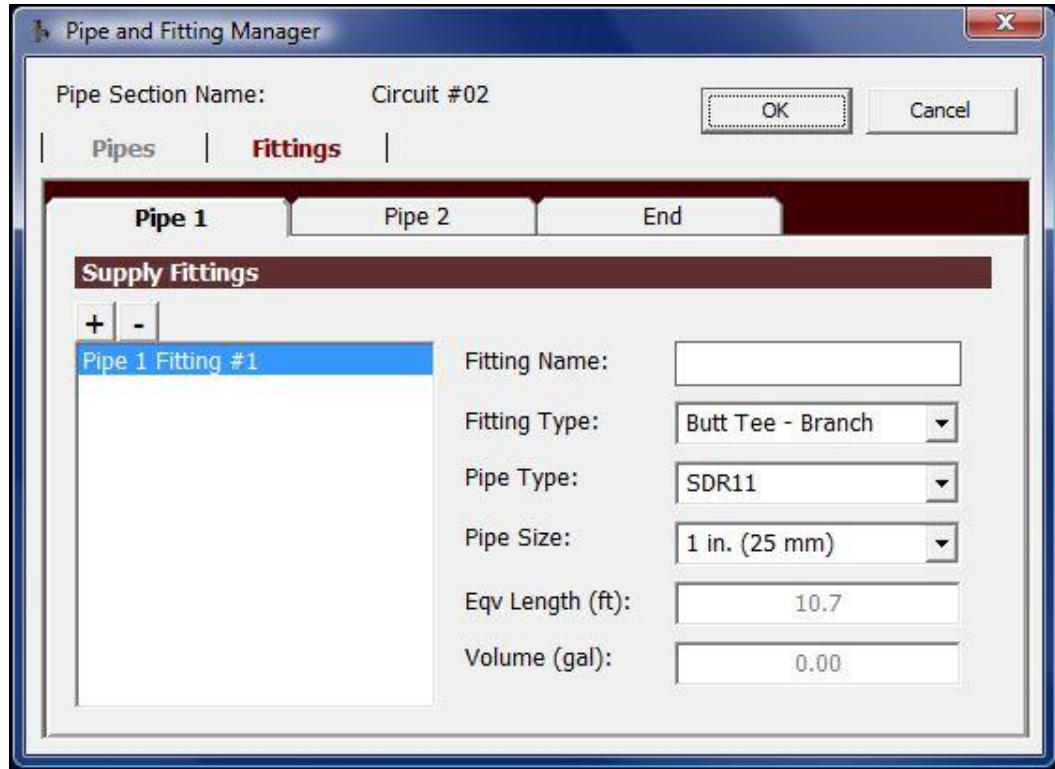 Pipe and Fitting Manager
X
Pipe Section Name: Circuit #02
OK Cancel
| Pipes | Fittings |
Pipe 1 Pipe 2 End
Supply Fittings
+ -
Pipe 1 Fitting #1
Fitting Name:
Fitting Type: Butt Tee - Branch
Pipe Type: SDR11
Pipe Size: 1 in. (25 mm)
Eqv Length (ft): 10.7
Volume (gal): 0.00